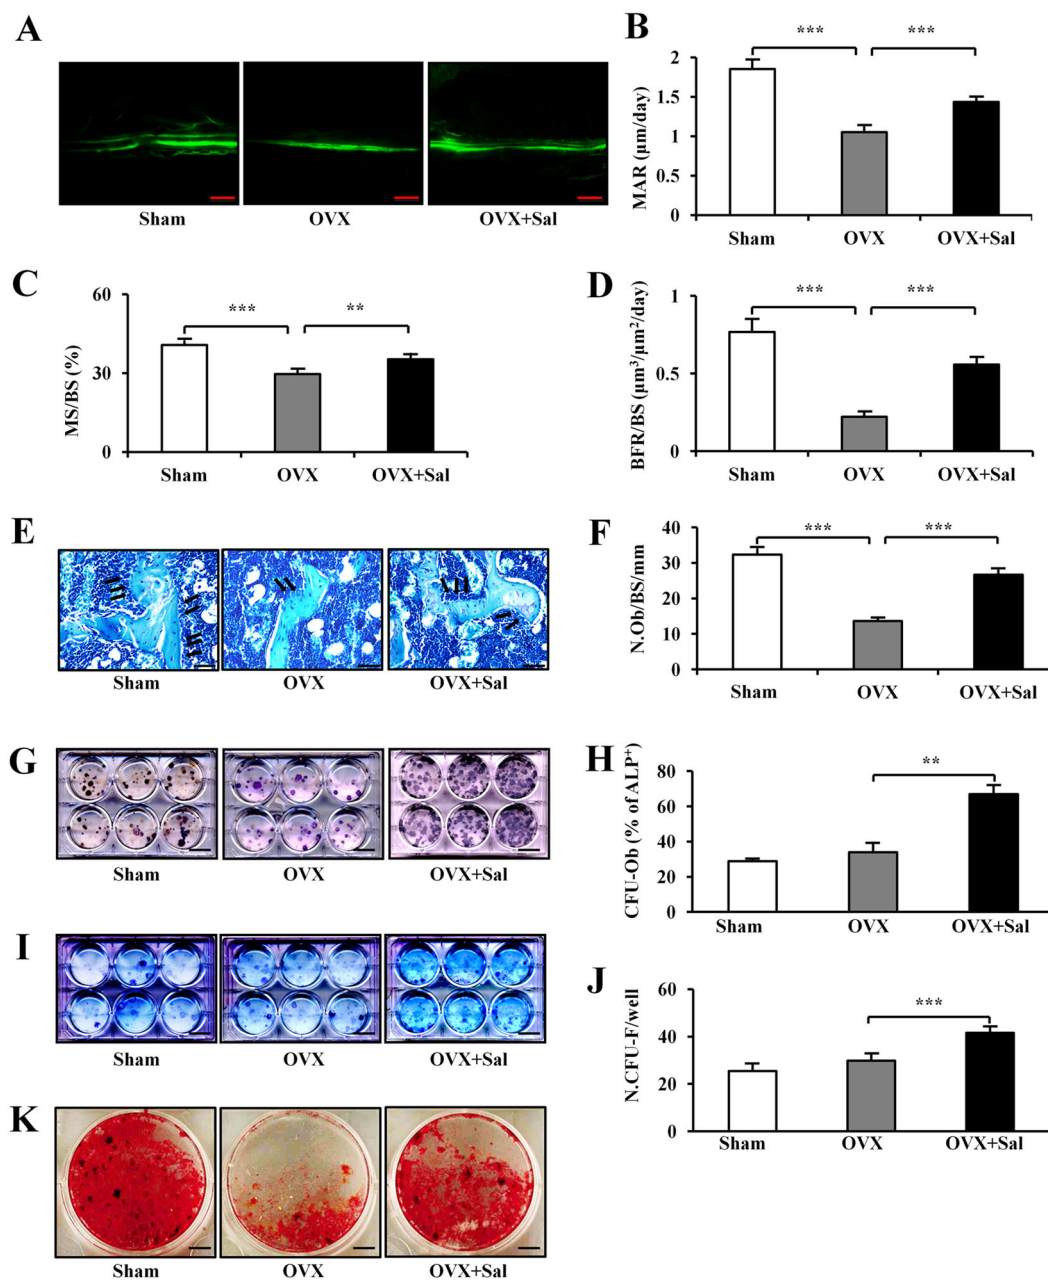 A
Sham OVX OVX+Sal
B
MAR (μm/day)
2
1.5
1
0.5
0
*** ***
Sham OVX OVX+Sal
C
MS/BS (%)
60
30
0
*** **
Sham OVX OVX+Sal
D
BFR/BS (μm³/μm²/day)
1
0.5
0
*** ***
Sham OVX OVX+Sal
E
Sham OVX OVX+Sal
F
N.Ob/BS/mm
40
30
20
10
0
*** ***
Sham OVX OVX+Sal
G
Sham OVX OVX+Sal
H
CFU-Ob (% of ALP⁺)
80
60
40
20
0
**
Sham OVX OVX+Sal
I
Sham OVX OVX+Sal
J
N.CFU-F/well
60
40
20
0
***
Sham OVX OVX+Sal
K
Sham OVX OVX+Sal